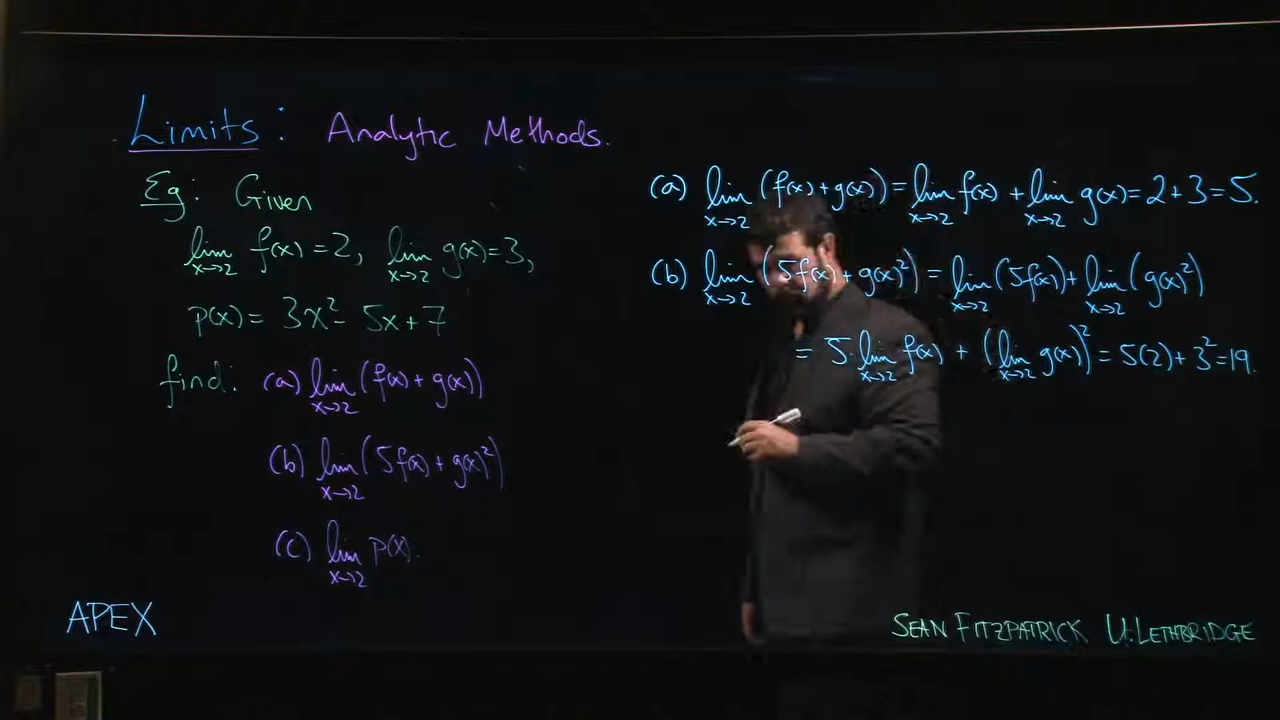 Limits: Analytic Methods.
Eg: Given
lim x→2 f(x) = 2, lim x→2 g(x) = 3,
p(x) = 3x² - 5x + 7
find: (a) lim x→2 (f(x) + g(x))
(b) lim x→2 (5f(x) + g(x)²)
(c) lim x→2 p(x).
(a) lim x→2 (f(x) + g(x)) = lim x→2 f(x) + lim x→2 g(x) = 2 + 3 = 5.
(b) lim x→2 (5f(x) + g(x)²) = lim x→2 (5f(x)) + lim x→2 (g(x)²)
= 5·lim x→2 f(x) + (lim x→2 g(x))² = 5(2) + 3² = 19.
APEX
SEAN FITZPATRICK U. LETHBRIDGE